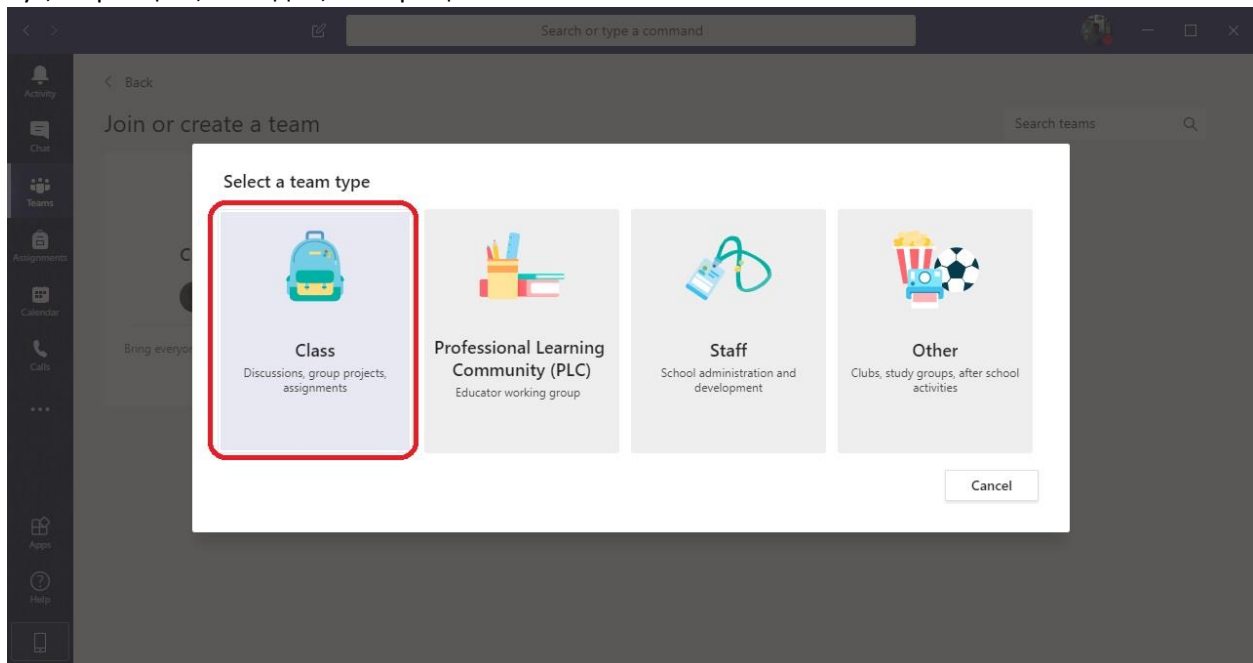 Search or type a command
Activity
Chat
Teams
Assignments
Calendar
Calls
Apps
Help
Back
Join or create a team
Search teams
Bring everyo
Select a team type
Class
Discussions, group projects,
assignments
Professional Learning
Community (PLC)
Educator working group
Staff
School administration and
development
Other
Clubs, study groups, after school
activities
Cancel